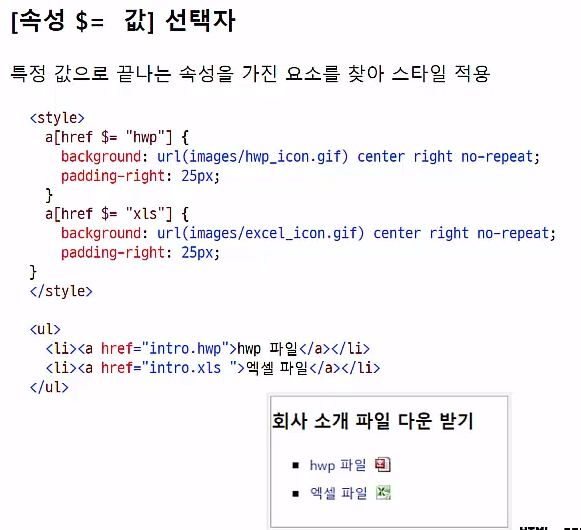 [속성 $= 값] 선택자
특정 값으로 끝나는 속성을 가진 요소를 찾아 스타일 적용
<style>
a[href $= "hwp"] {
background: url(images/hwp_icon.gif) center right no-repeat;
padding-right: 25px;
}
a[href $= "xls"] {
background: url(images/excel_icon.gif) center right no-repeat;
padding-right: 25px;
}
</style>
<ul>
<li><a href="intro.hwp">hwp 파일</a></li>
<li><a href="intro.xls ">엑셀 파일</a></li>
</ul>
회사 소개 파일 다운 받기
hwp 파일
엑셀 파일